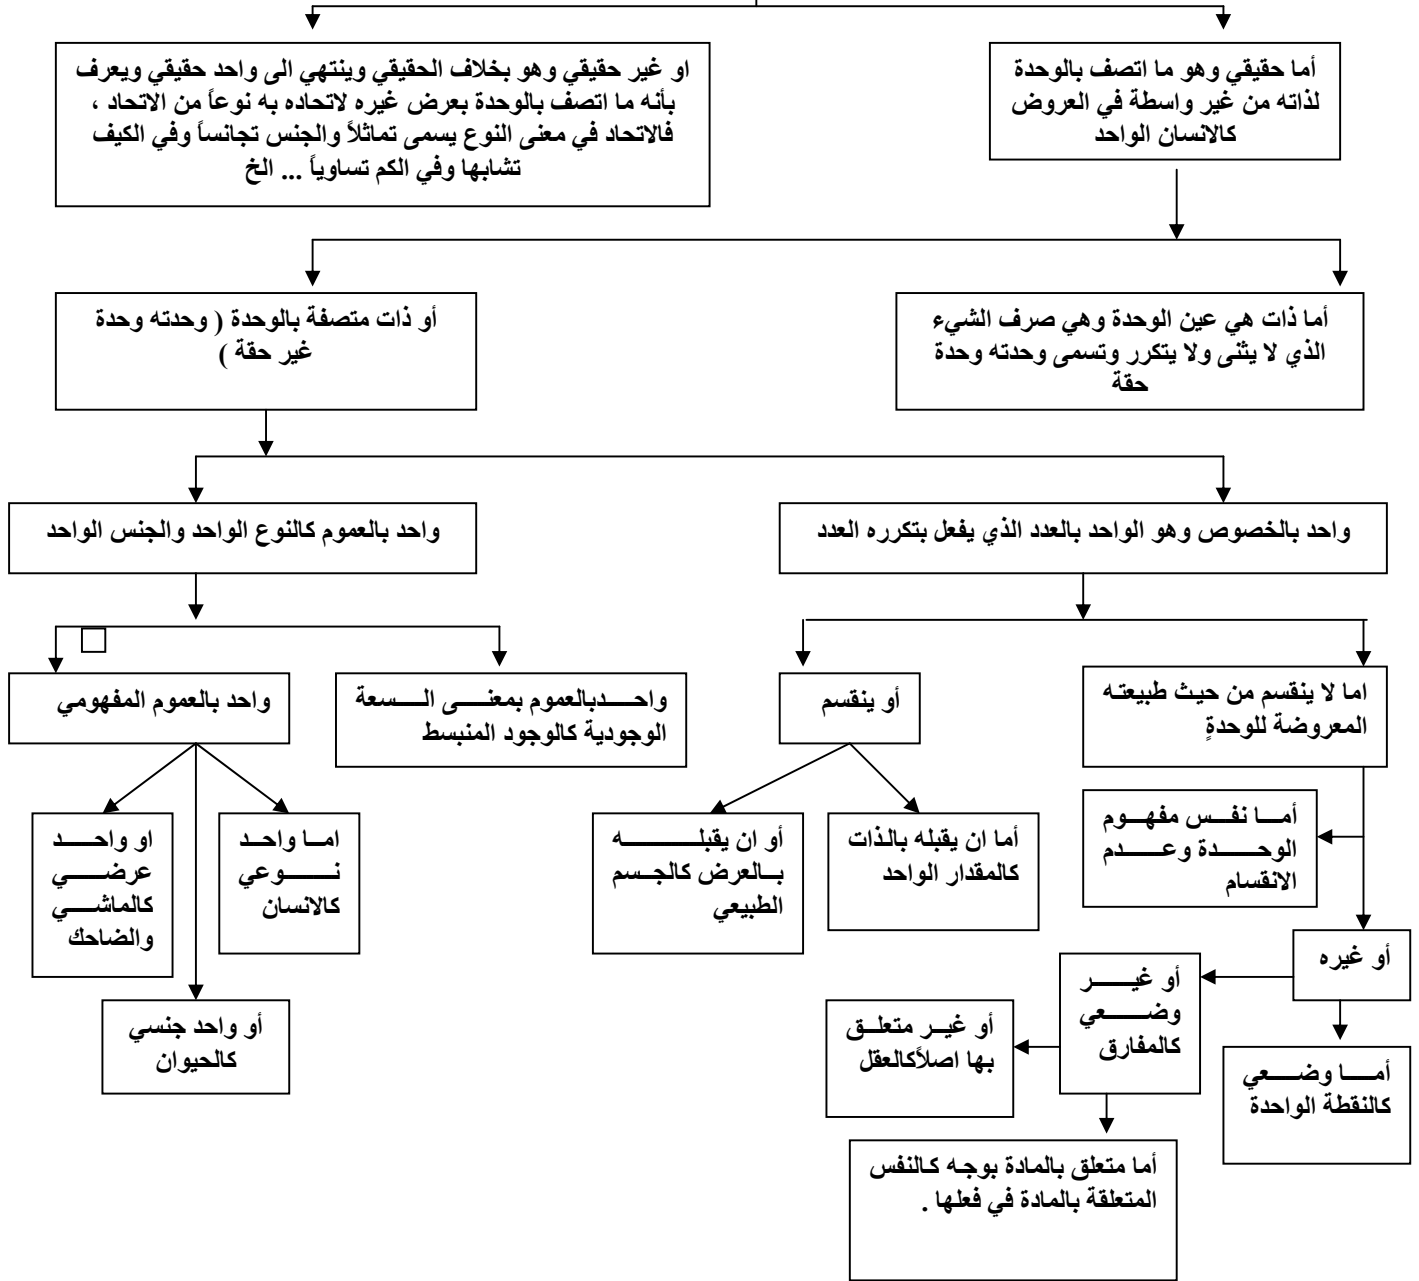 أما حقيقي وهو ما اتصف بالوحدة
لذاته من غير واسطة في العروض
كالانسان الواحد
او غير حقيقي وهو بخلاف الحقيقي وينتهي الى واحد حقيقي ويعرف
بأنه ما اتصف بالوحدة بعرض غيره لاتحاده به نوعاً من الاتحاد ،
فالاتحاد في معنى النوع يسمى تماثلاً والجنس تجانساً وفي الكيف
تشابها وفي الكم تساوياً ... الخ
أما ذات هي عين الوحدة وهي صرف الشيء
الذي لا يثنى ولا يتكرر وتسمى وحدته وحدة
حقة
أو ذات متصفة بالوحدة ( وحدته وحدة
غير حقة )
واحد بالخصوص وهو الواحد بالعدد الذي يفعل بتكرره العدد
واحد بالعموم كالنوع الواحد والجنس الواحد
اما لا ينقسم من حيث طبيعته
المعروضة للوحدةٍ
أو ينقسم
واحدبالعموم بمعنى السعة
الوجودية كالوجود المنبسط
واحد بالعموم المفهومي
أما نفس مفهوم
الوحدة وعدم
الانقسام
أما ان يقبله بالذات
كالمقدار الواحد
أو ان يقبله
بالعرض كالجسم
الطبيعي
اما واحد
نوعي
كالانسان
او واحد
عرضي
كالماشي
والضاحك
أو غيره
أو غير
وضعي
كالمفارق
أو غير متعلق
بها اصلاًكالعقل
أو واحد جنسي
كالحيوان
أما وضعي
كالنقطة الواحدة
أما متعلق بالمادة بوجه كالنفس
المتعلقة بالمادة في فعلها .